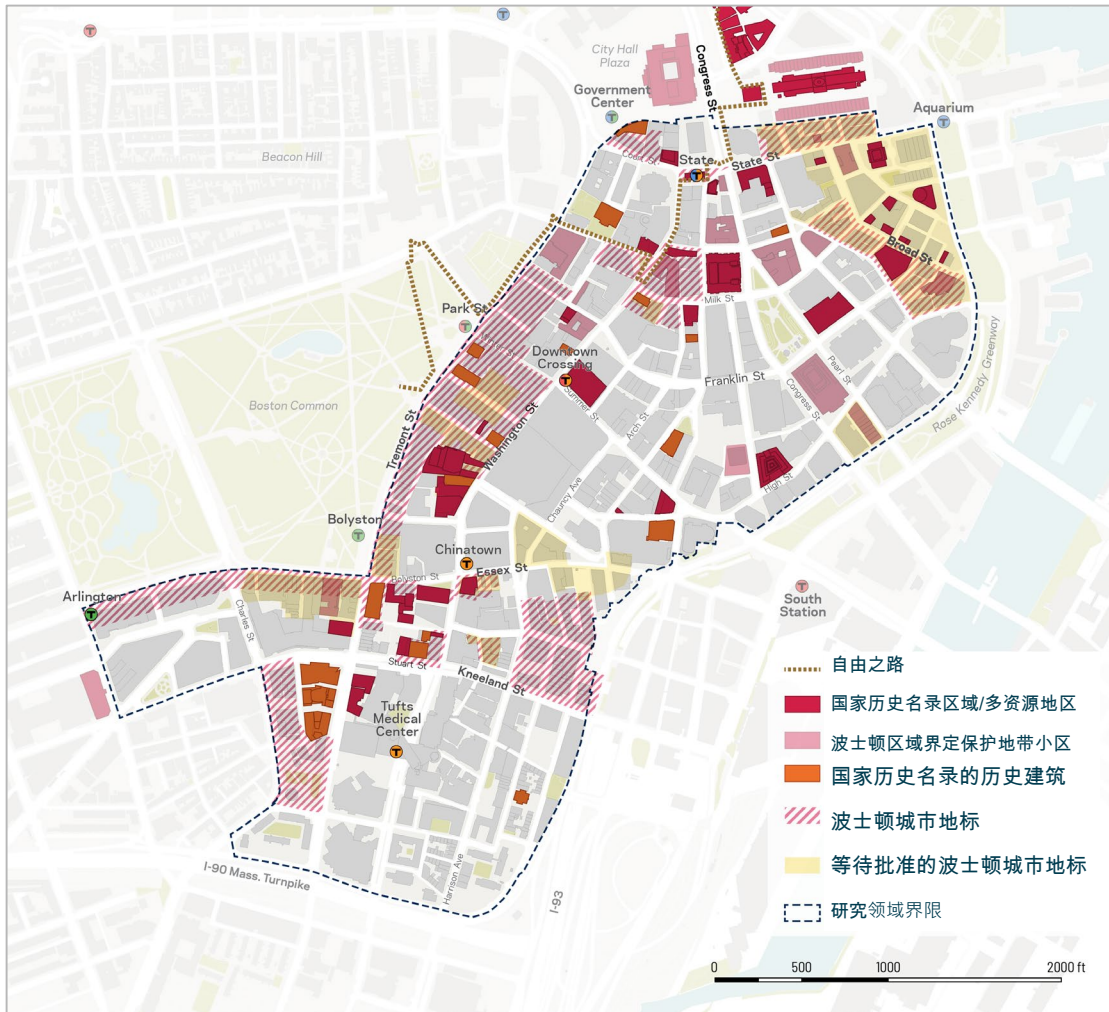 City Hall
Plaza
Congress St
Government
Center
Aquarium
Beacon Hill
Court St
State
State St
Broad St
Park St
Milk St
Winter St
Downtown
Crossing
Franklin St
Summer St
Congress St
Pearl St
Rose Kennedy Greenway
Boston Common
Tremont St
Washington St
Arch St
High St
Chauncy Ave
Bolyston
Chinatown
Essex St
Bolyston St
Arlington
Charles St
South
Station
Stuart St
Kneeland St
Tufts
Medical
Center
Harrison Ave
I-90 Mass. Turnpike
I-93
自由之路
国家历史名录区域/多资源地区
波士顿区域界定保护地带小区
国家历史名录的历史建筑
波士顿城市地标
等待批准的波士顿城市地标
研究领域界限
0 500 1000 2000 ft